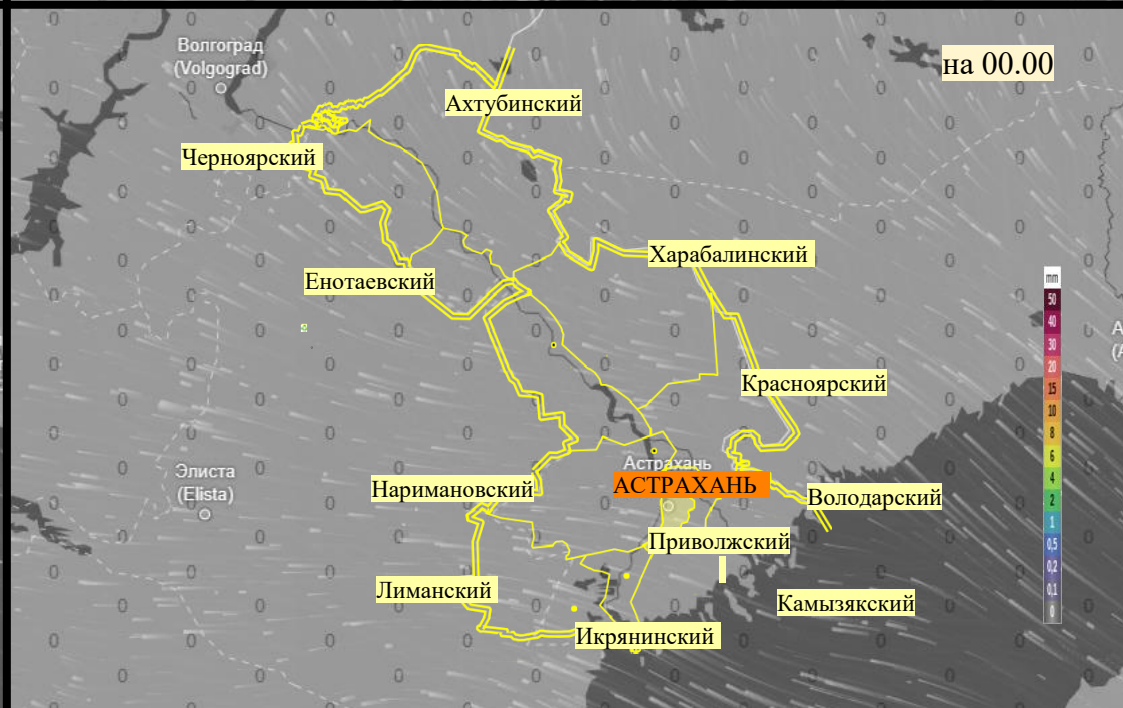 Волгоград
(Volgograd)
на 00.00
Ахтубинский
Черноярский
Харабалинский
Енотаевский
mm
50
40
30
20
15
10
8
6
4
2
1
0,5
0,2
0,1
0
Красноярский
Астрахань
Элиста
(Elista)
АСТРАХАНЬ
Наримановский
Володарский
Приволжский
Лиманский
Камызякский
Икрянинский